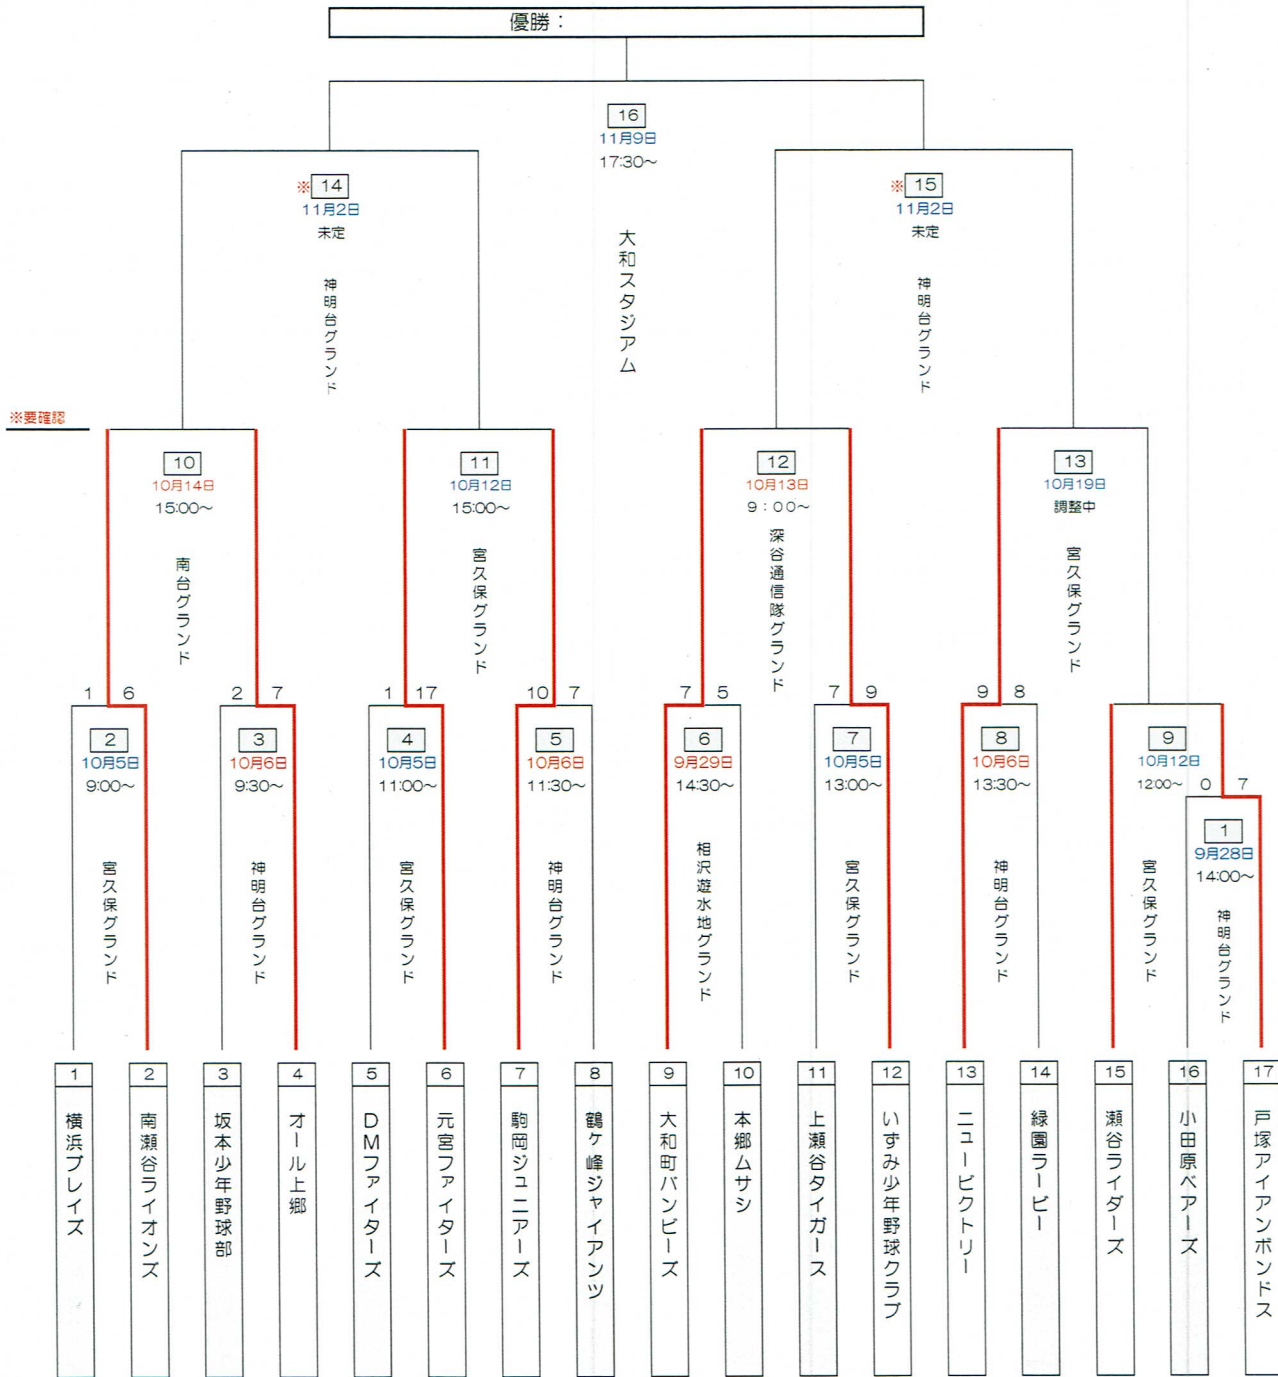 優勝：
16
11月9日
17:30～
大和スタジアム
※14
11月2日
未定
神明台グランド
※15
11月2日
未定
神明台グランド
※要確認
10
10月14日
15:00～
南台グランド
11
10月12日
15:00～
宮久保グランド
12
10月13日
9：00～
深谷通信隊グランド
13
10月19日
調整中
宮久保グランド
1 6
2
10月5日
9:00～
宮久保グランド
2 7
3
10月6日
9:30～
神明台グランド
1 17
4
10月5日
11:00～
宮久保グランド
10 7
5
10月6日
11:30～
神明台グランド
7 5
6
9月29日
14:30～
相沢遊水地グランド
7 9
7
10月5日
13:00～
宮久保グランド
9 8
8
10月6日
13:30～
神明台グランド
9
10月12日
12:00～
宮久保グランド
0 7
1
9月28日
14:00～
神明台グランド
1
横浜ブレイズ
2
南瀬谷ライオンズ
3
坂本少年野球部
4
オール上郷
5
DMファイターズ
6
元宮ファイターズ
7
駒岡ジュニアーズ
8
鶴ケ峰ジャイアンツ
9
大和町バンビーズ
10
本郷ムサシ
11
上瀬谷タイガース
12
いずみ少年野球クラブ
13
ニュービクトリー
14
緑園ラービー
15
瀬谷ライダーズ
16
小田原ベアーズ
17
戸塚アイアンボンドス